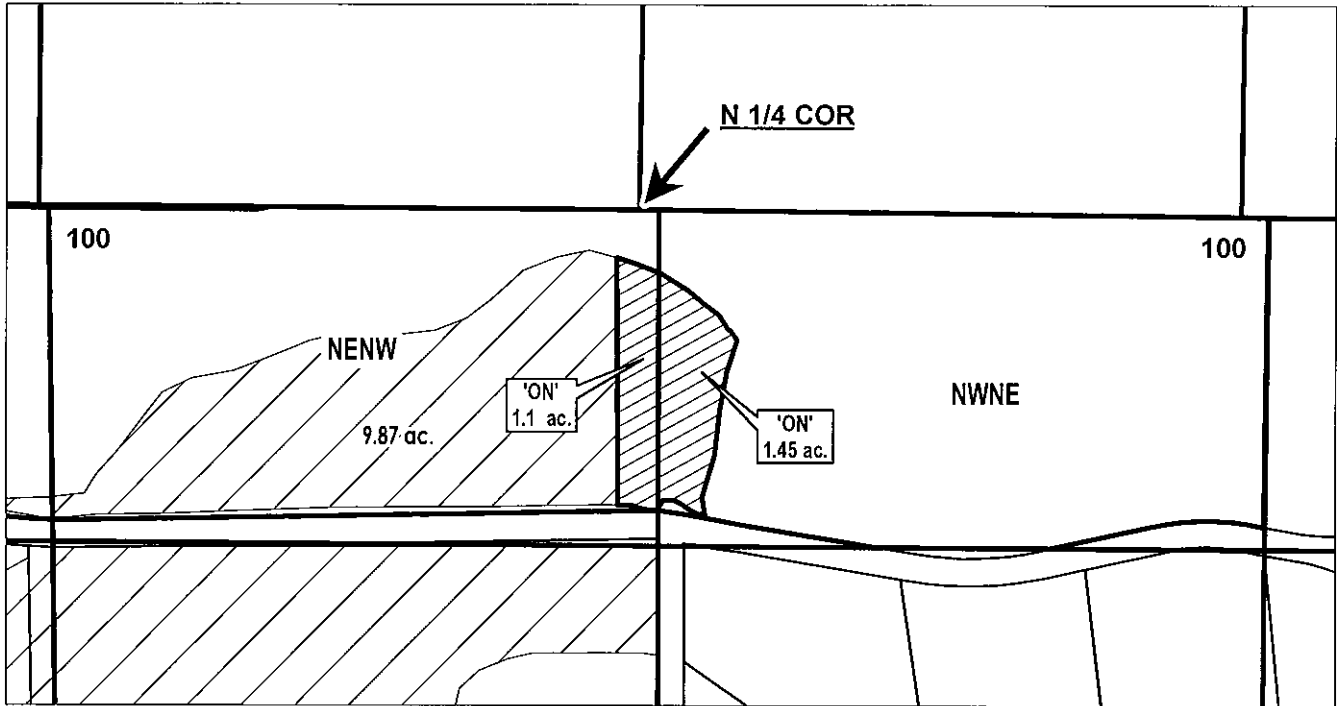 N 1/4 COR
100
100
NENW
'ON'
1.1 ac.
NWNE
'ON'
1.45 ac.
9.87 ac.